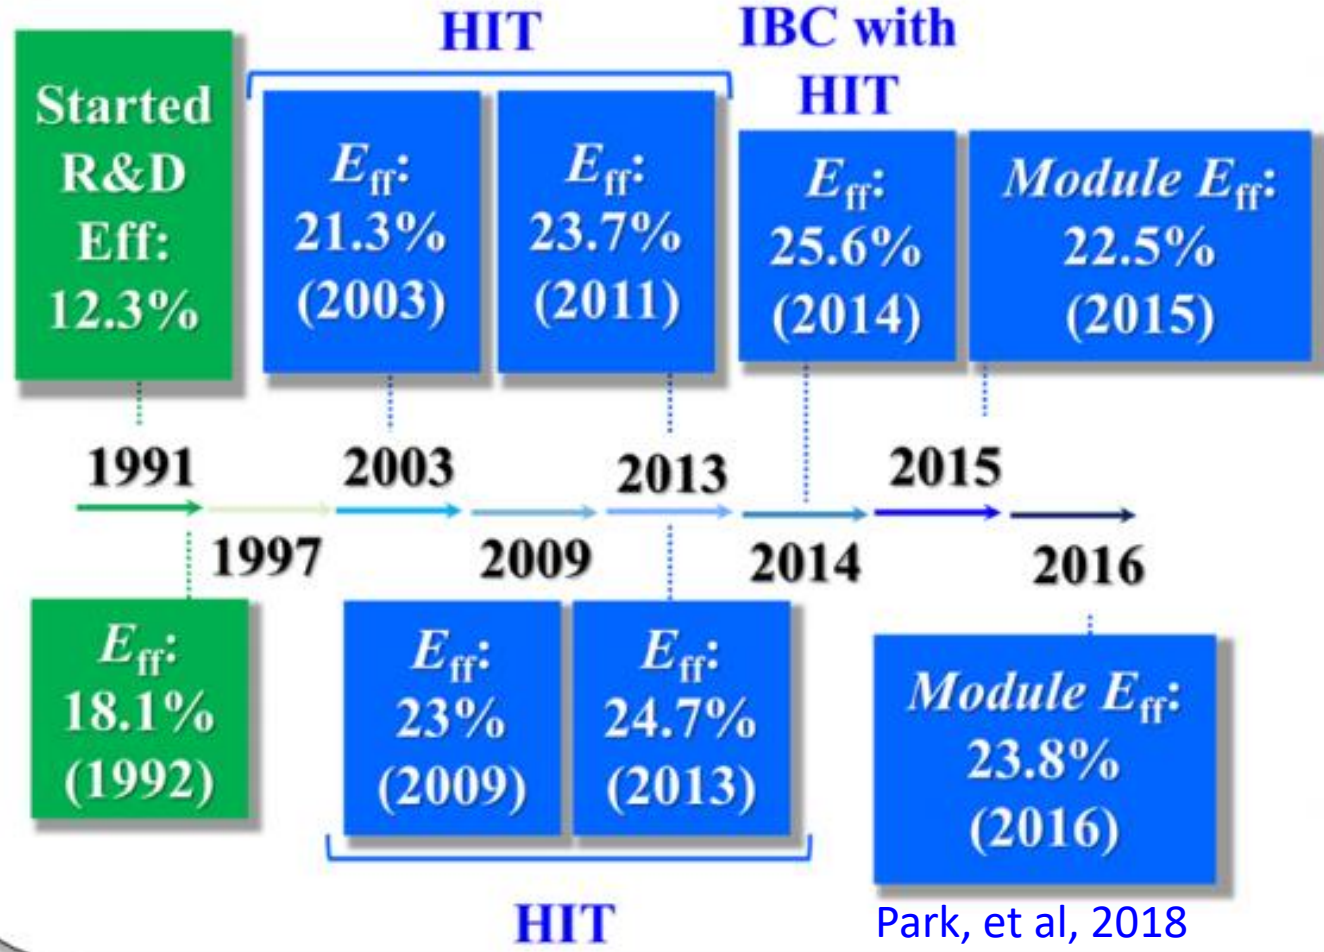 HIT
IBC with
HIT
Started
R&D
Eff:
12.3%
Eff:
21.3%
(2003)
Eff:
23.7%
(2011)
Eff:
25.6%
(2014)
Module Eff:
22.5%
(2015)
1991
2003
2013
2015
1997
2009
2014
2016
Eff:
18.1%
(1992)
Eff:
23%
(2009)
Eff:
24.7%
(2013)
Module Eff:
23.8%
(2016)
HIT
Park, et al, 2018